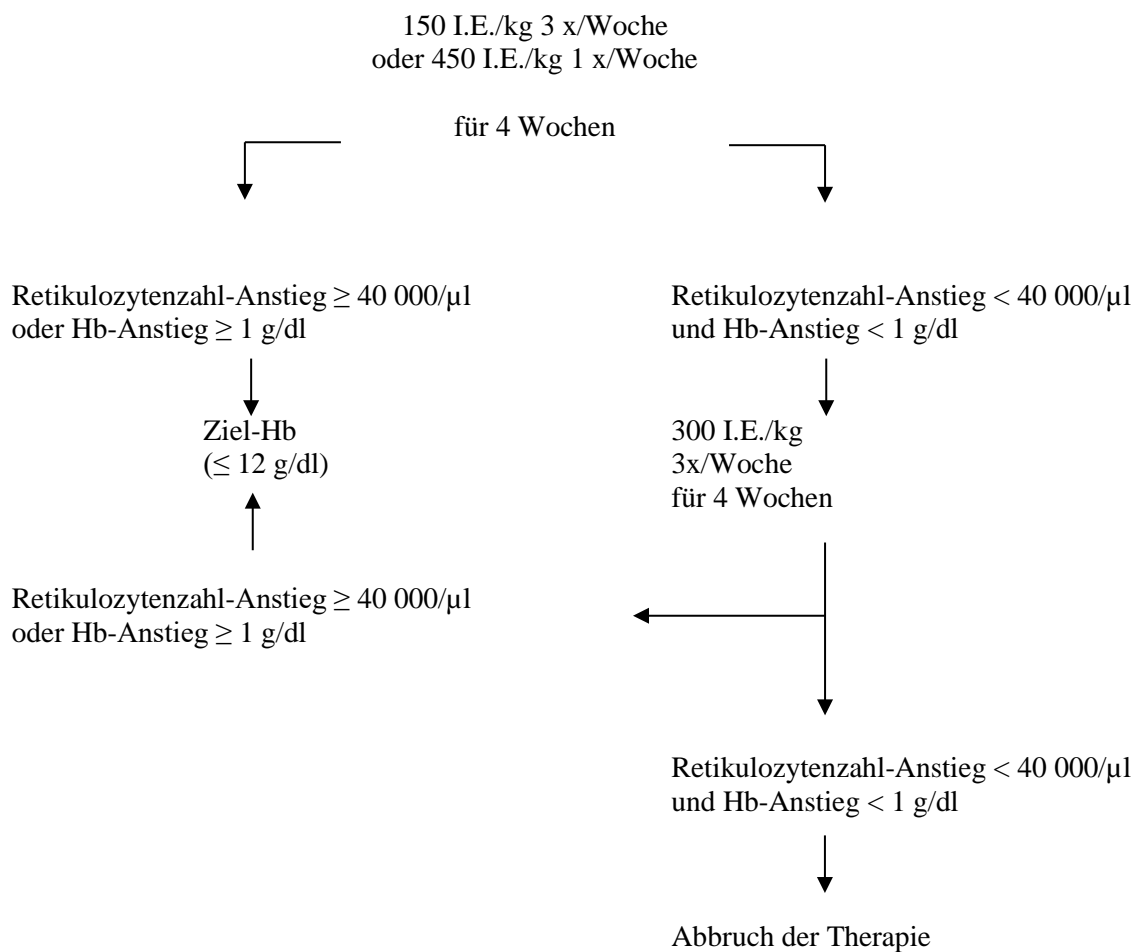 150 I.E./kg 3 x/Woche
oder 450 I.E./kg 1 x/Woche
für 4 Wochen
Retikulozytenzahl-Anstieg ≥ 40 000/µl
oder Hb-Anstieg ≥ 1 g/dl
Retikulozytenzahl-Anstieg < 40 000/µl
und Hb-Anstieg < 1 g/dl
Ziel-Hb
(≤ 12 g/dl)
300 I.E./kg
3x/Woche
für 4 Wochen
Retikulozytenzahl-Anstieg ≥ 40 000/µl
oder Hb-Anstieg ≥ 1 g/dl
Retikulozytenzahl-Anstieg < 40 000/µl
und Hb-Anstieg < 1 g/dl
Abbruch der Therapie